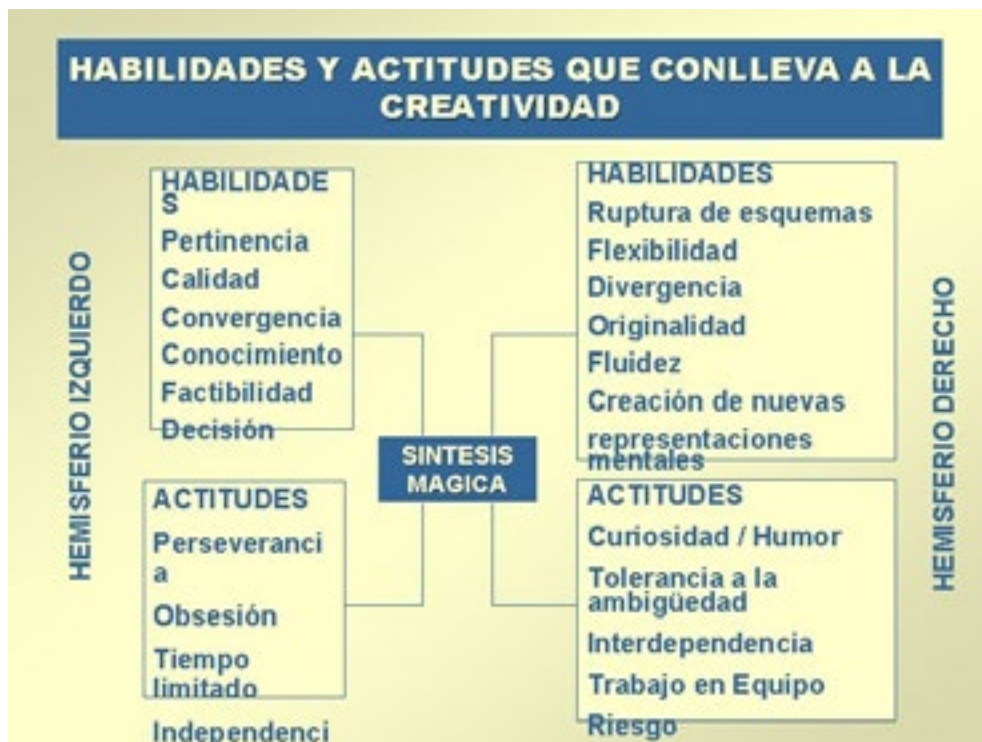 HABILIDADES Y ACTITUDES QUE CONLLEVA A LA
CREATIVIDAD
HEMISFERIO IZQUIERDO
HABILIDADE
S
Pertinencia
Calidad
Convergencia
Conocimiento
Factibilidad
Decisión
ACTITUDES
Perseveranci
a
Obsesión
Tiempo
limitado
Independenci
SINTESIS
MAGICA
HABILIDADES
Ruptura de esquemas
Flexibilidad
Divergencia
Originalidad
Fluidez
Creación de nuevas
representaciones
mentales
ACTITUDES
Curiosidad / Humor
Tolerancia a la
ambigüedad
Interdependencia
Trabajo en Equipo
Riesgo
HEMISFERIO DERECHO